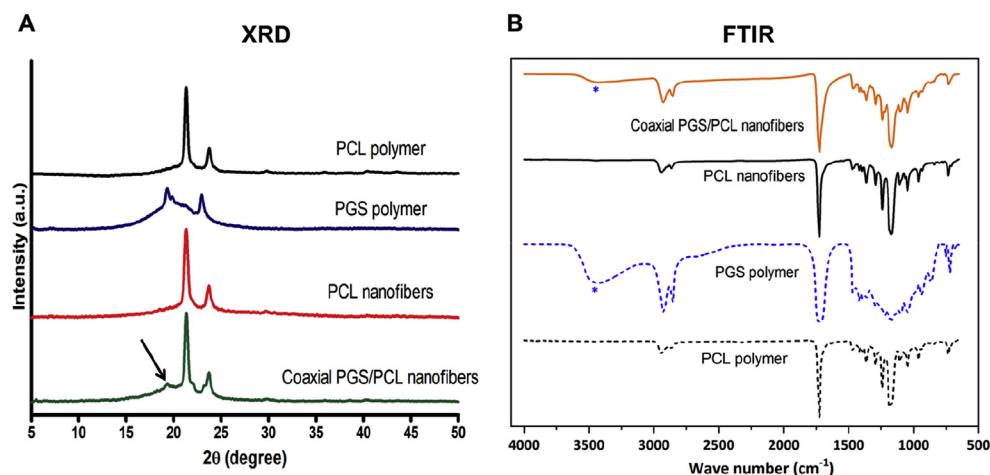 A
XRD
PCL polymer
PGS polymer
PCL nanofibers
Coaxial PGS/PCL nanofibers
Intensity (a.u.)
5 10 15 20 25 30 35 40 45 50
2θ (degree)
B
FTIR
*
Coaxial PGS/PCL nanofibers
PCL nanofibers
PGS polymer
*
PCL polymer
4000 3500 3000 2500 2000 1500 1000 500
Wave number (cm⁻¹)